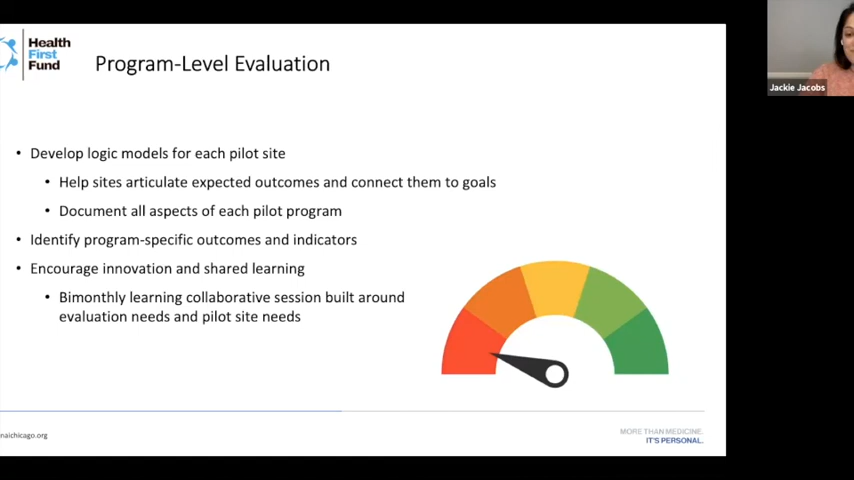 Health
First
Fund
Program-Level Evaluation
Jackie Jacobs
• Develop logic models for each pilot site
• Help sites articulate expected outcomes and connect them to goals
• Document all aspects of each pilot program
• Identify program-specific outcomes and indicators
• Encourage innovation and shared learning
• Bimonthly learning collaborative session built around
evaluation needs and pilot site needs
naichicago.org
MORE THAN MEDICINE.
IT'S PERSONAL.